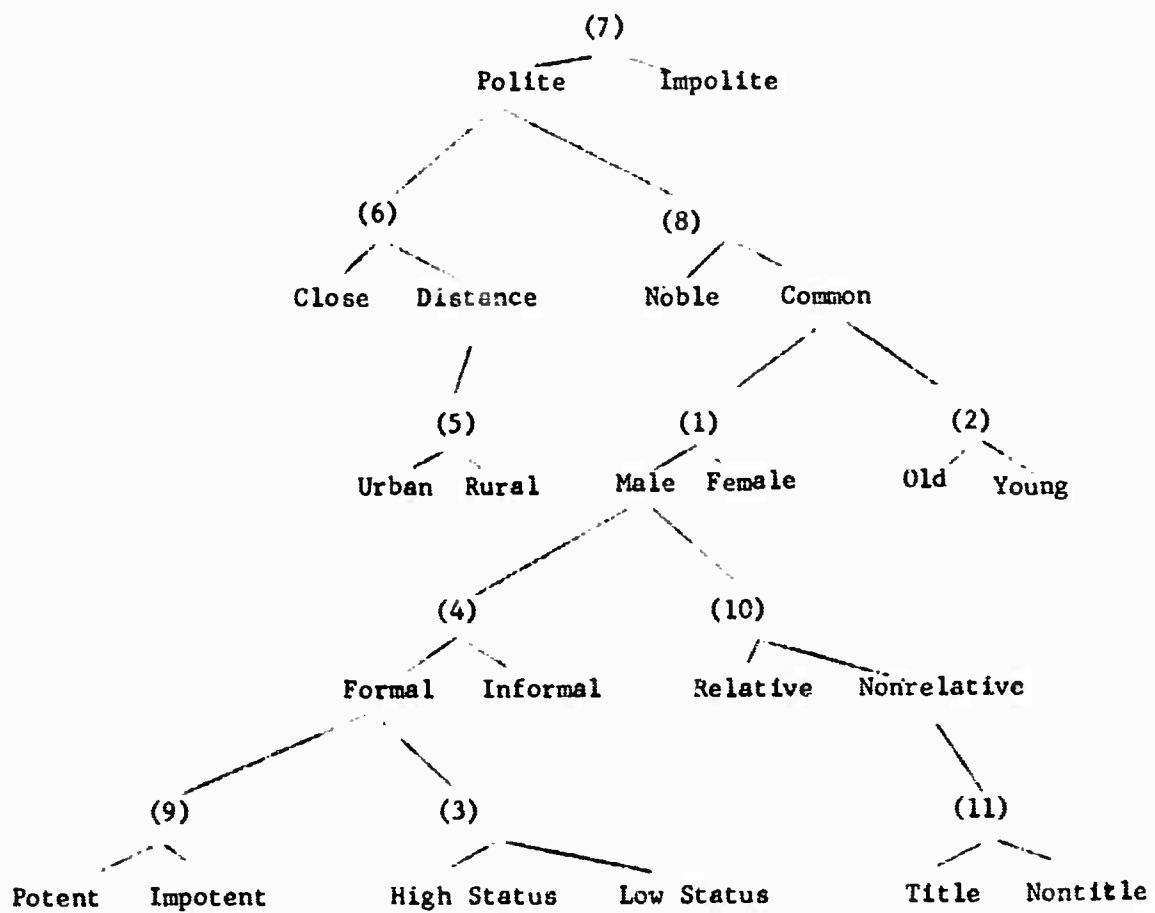 (7)
Polite Impolite
(6) (8)
Close Distance Noble Common
(5) (1) (2)
Urban Rural Male Female Old Young
(4) (10)
Formal Informal Relative Nonrelative
(9) (3) (11)
Potent Impotent High Status Low Status Title Nontitle